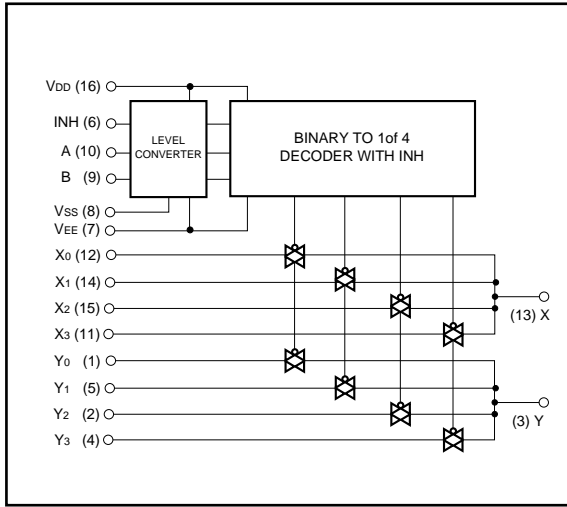 VDD (16)
INH (6)
A (10)
B (9)
LEVEL
CONVERTER
BINARY TO 1of 4
DECODER WITH INH
VSS (8)
VEE (7)
X0 (12)
X1 (14)
X2 (15)
X3 (11)
(13) X
Y0 (1)
Y1 (5)
Y2 (2)
Y3 (4)
(3) Y